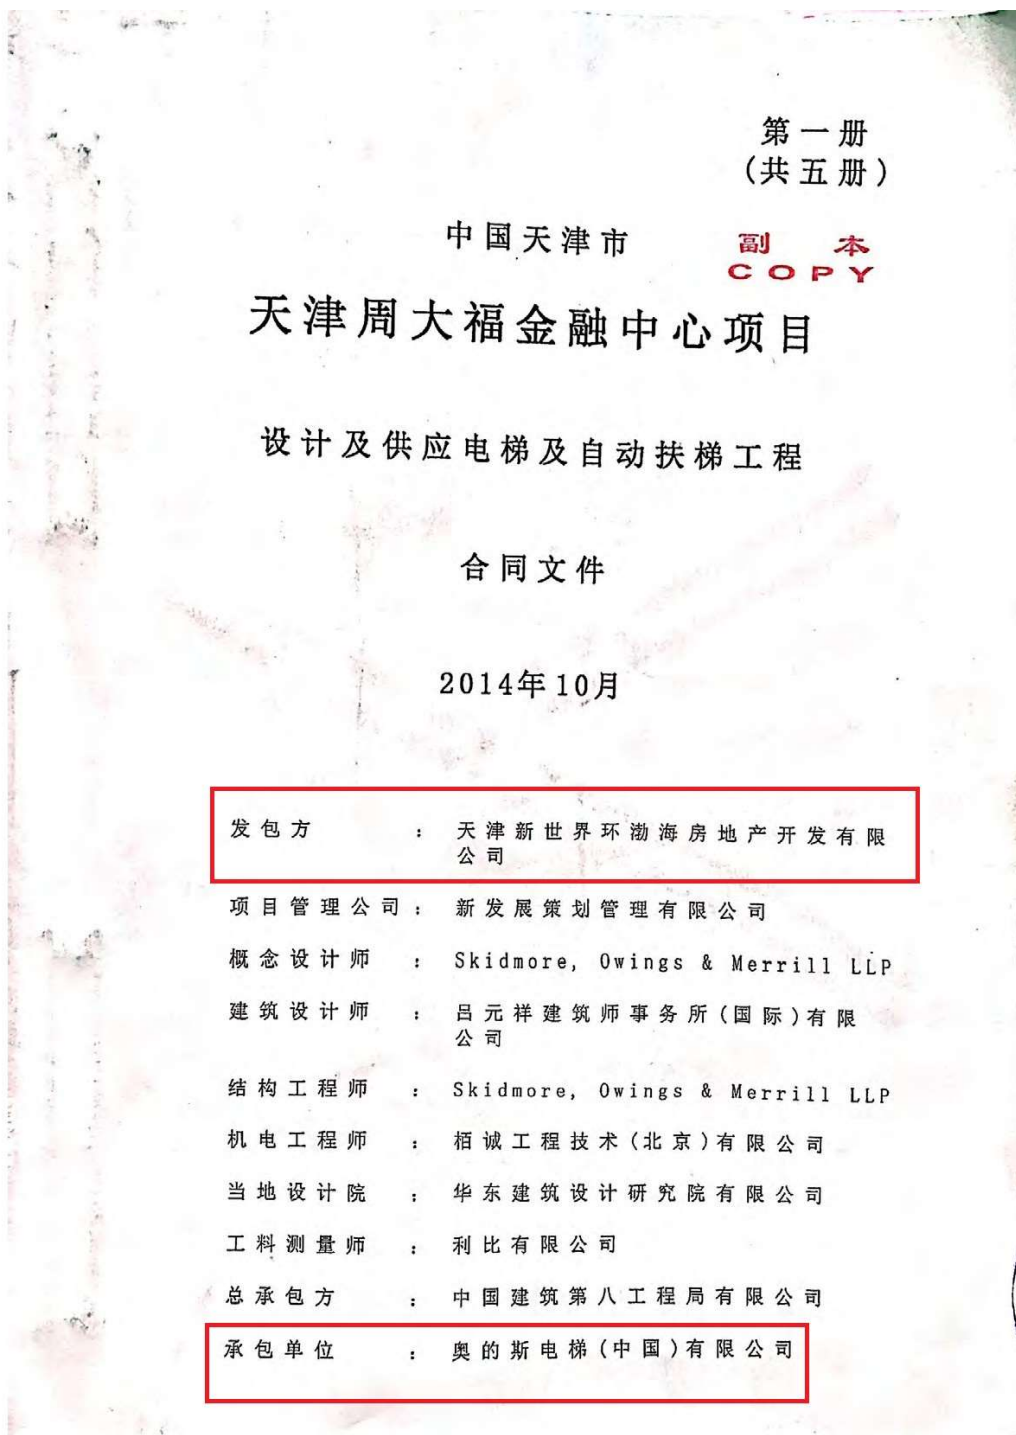 第一册
(共五册)
中国天津市
副 本
COPY
天津周大福金融中心项目
设计及供应电梯及自动扶梯工程
合同文件
2014年10月
发包方 : 天津新世界环渤海房地产开发有限
公司
项目管理公司: 新发展策划管理有限公司
概念设计师 : Skidmore, Owings & Merrill LLP
建筑设计师 : 吕元祥建筑师事务所(国际)有限
公司
结构工程师 : Skidmore, Owings & Merrill LLP
机电工程师 : 栢诚工程技术(北京)有限公司
当地设计院 : 华东建筑设计研究院有限公司
工料测量师 : 利比有限公司
总承包方 : 中国建筑第八工程局有限公司
承包单位 : 奥的斯电梯(中国)有限公司